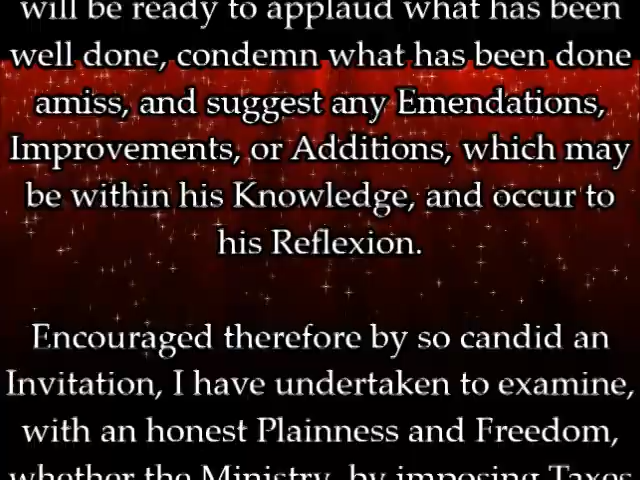 will be ready to applaud what has been
well done, condemn what has been done
amiss, and suggest any Emendations,
Improvements, or Additions, which may
be within his Knowledge, and occur to
his Reflexion.
Encouraged therefore by so candid an
Invitation, I have undertaken to examine,
with an honest Plainness and Freedom,
whether the Ministry, by imposing Taxes